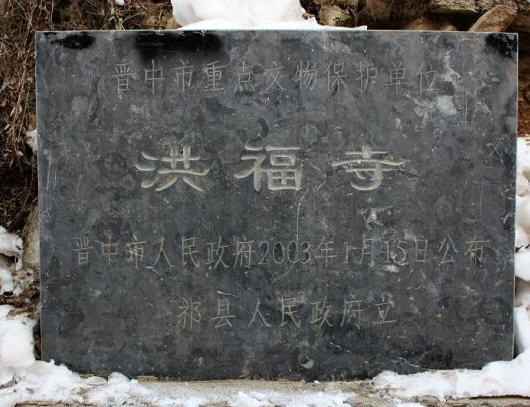 晋中市重点文物保护单位
洪福寺
晋中市人民政府2003年1月15日公布
祁县人民政府立